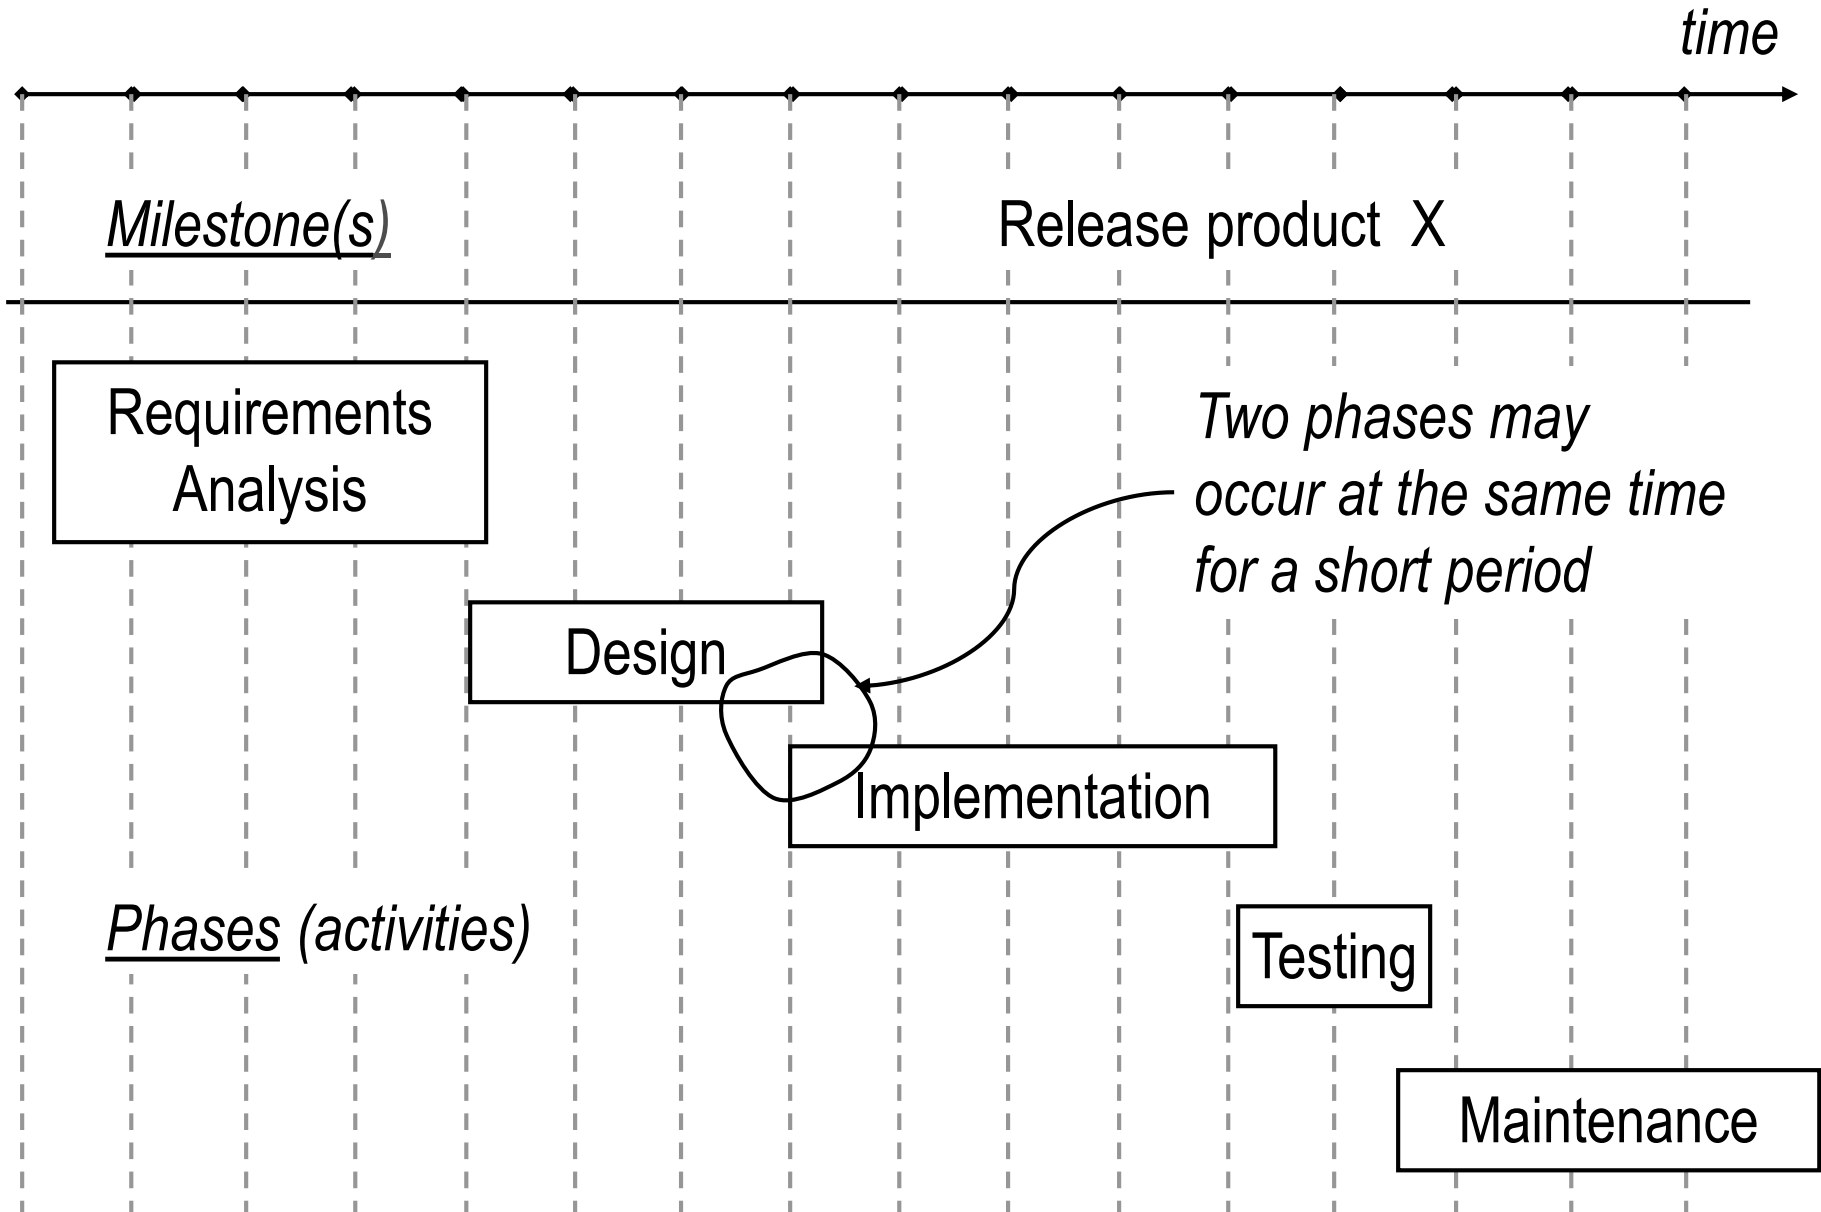 time
Milestone(s)
Release product X
Requirements
Analysis
Two phases may
occur at the same time
for a short period
Design
Implementation
Phases (activities)
Testing
Maintenance